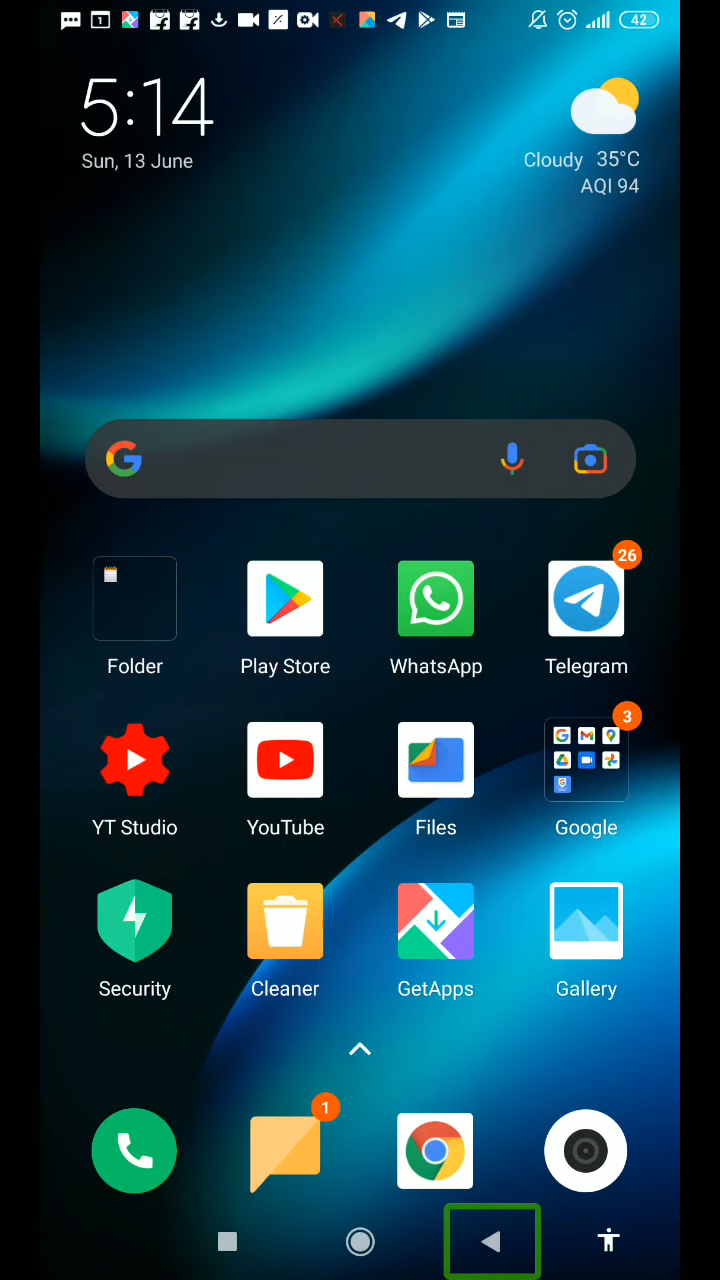 42
5:14
Sun, 13 June
Cloudy 35°C
AQI 94
26
Folder
Play Store
WhatsApp
Telegram
3
YT Studio
YouTube
Files
Google
Security
Cleaner
GetApps
Gallery
1